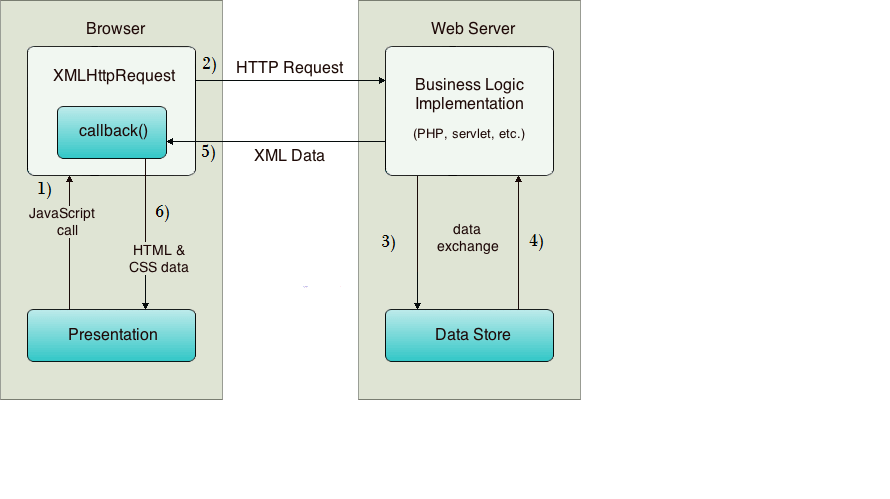 Browser
Web Server
XMLHttpRequest
2)
HTTP Request
Business Logic
Implementation
(PHP, servlet, etc.)
callback()
5)
XML Data
1)
JavaScript
call
6)
HTML &
CSS data
3)
data
exchange
4)
Presentation
Data Store